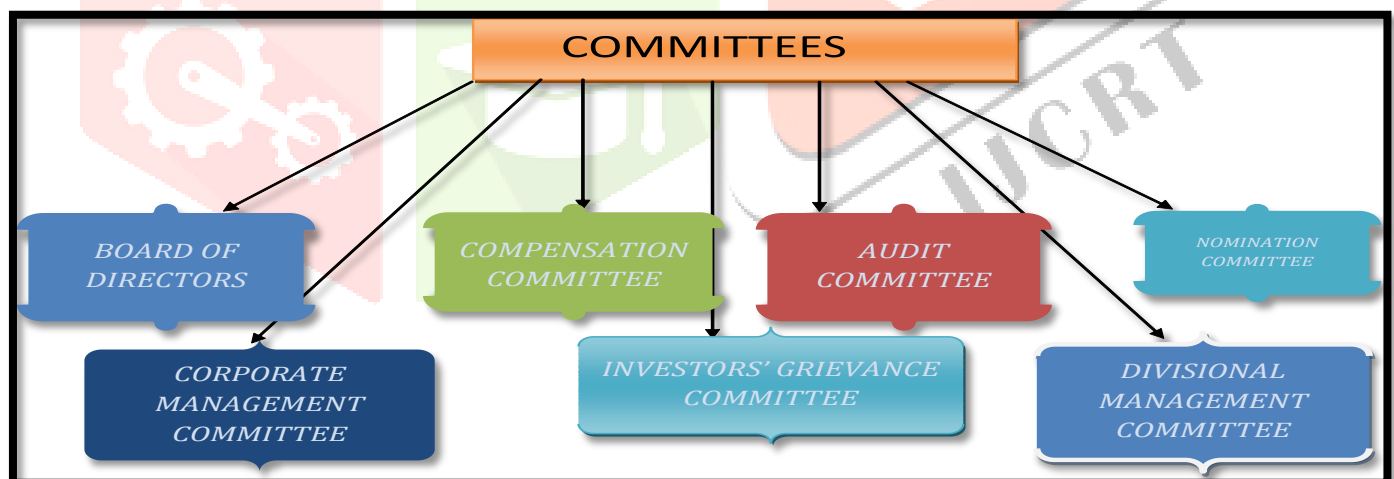 COMMITTEES
IJCRT
BOARD OF
DIRECTORS
COMPENSATION
COMMITTEE
AUDIT
COMMITTEE
NOMINATION
COMMITTEE
CORPORATE
MANAGEMENT
COMMITTEE
INVESTORS’ GRIEVANCE
COMMITTEE
DIVISIONAL
MANAGEMENT
COMMITTEE